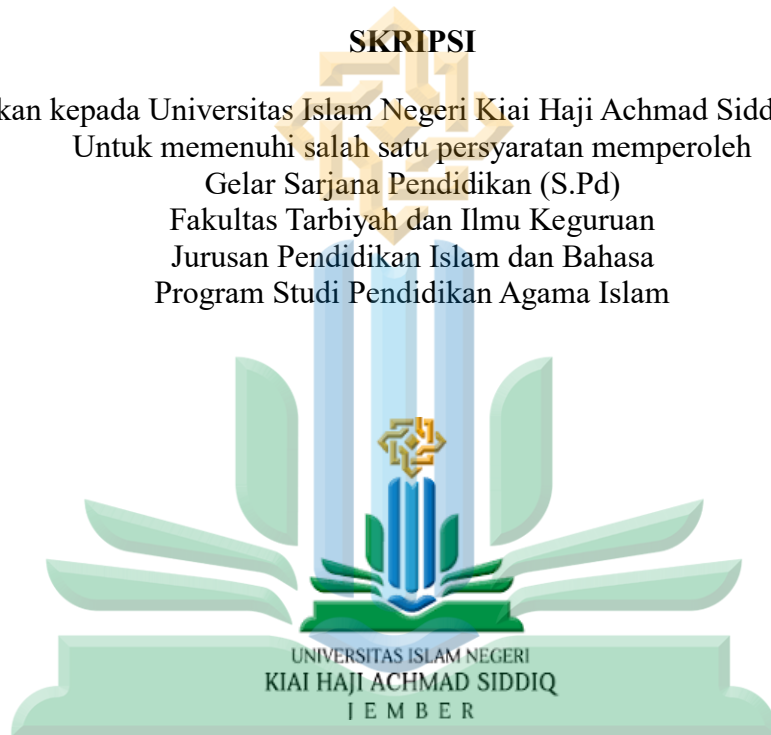 SKRIPSI
kan kepada Universitas Islam Negeri Kiai Haji Achmad Sidd
Untuk memenuhi salah satu persyaratan memperoleh
Gelar Sarjana Pendidikan (S.Pd)
Fakultas Tarbiyah dan Ilmu Keguruan
Jurusan Pendidikan Islam dan Bahasa
Program Studi Pendidikan Agama Islam
UNIVERSITAS ISLAM NEGERI
KIAI HAJI ACHMAD SIDDIQ
JEMBER